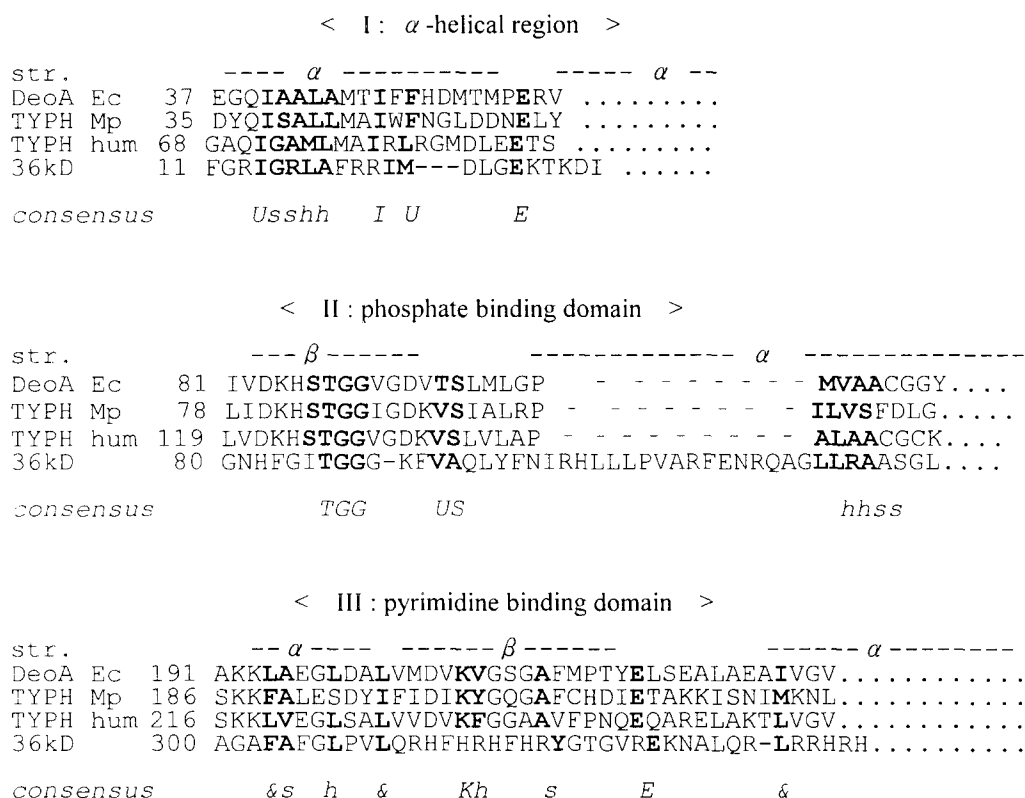 < I : α-helical region >
str. ---- α ---------- ----- α --
DeoA Ec 37 EGQIAALAMTIFFHDMTMPERV .........
TYPH Mp 35 DYQISALLMAIWFNGLDDNELY .........
TYPH hum 68 GAQIGAMLMAIRLRGMDLEETS .........
36kD 11 FGRIGRLAFRRIM---DLGEKTKDI ......
consensus Usshh I U E
< II : phosphate binding domain >
str. --- β ------ ------------- α --------------
DeoA Ec 81 IVDKHSTGGVGDVTSLMLGP - - - - - - - - MVAACGGY....
TYPH Mp 78 LIDKHSTGGIGDKVSIALRP - - - - - - - - ILVSFDLG.....
TYPH hum 119 LVDKHSTGGVGDKVSLVLAP - - - - - - - - ALAACGCK....
36kD 80 GNHFGITGGG-KFVAQLYFNIRHLLLPVARFENRQAGLLRAASGL....
consensus TGG US hhss
< III : pyrimidine binding domain >
str. -- α ---- ------ β ------ ----- α --------
DeoA Ec 191 AKKLAEGLDALVMDVKVGSGAFMPTYELSEALAEAIVGV............
TYPH Mp 186 SKKFALESDYIFIDIKYGQGAFCHDIETAKKISNIMKNL............
TYPH hum 216 SKKLVEGLSALVVDVKFGGAAVFPNQEQARELAKTLVGV............
36kD 300 AGAFAFGLPVLQRHFHRHFHRYGTGVREKNALQR-LRRHRH..........
consensus &s h & Kh s E &